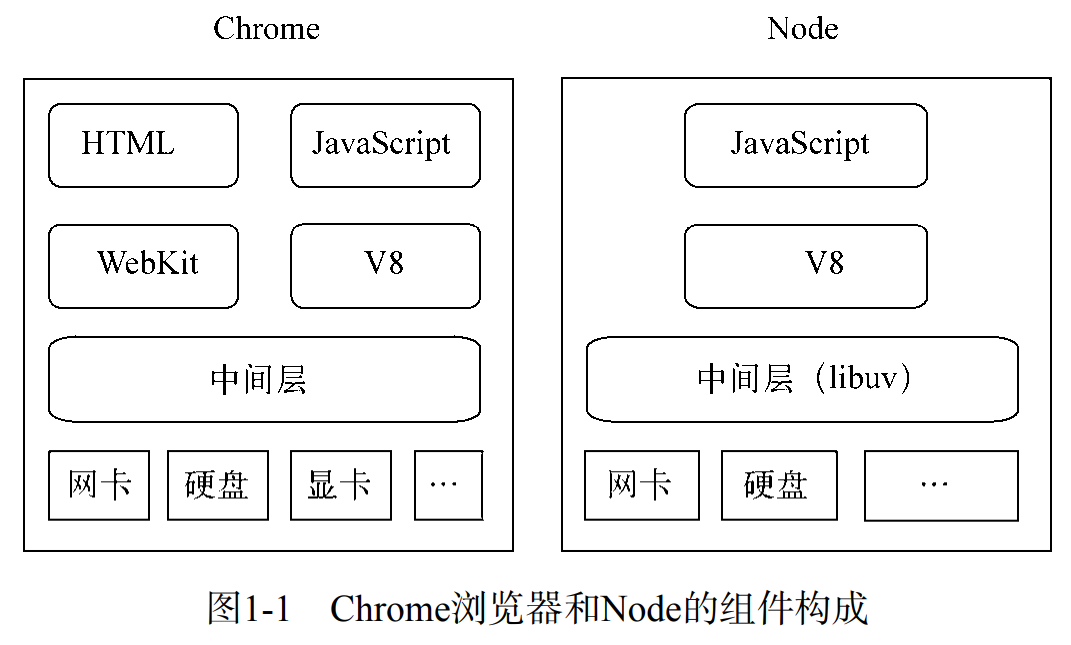 Chrome
Node
HTML
JavaScript
JavaScript
WebKit
V8
V8
中间层
中间层（libuv）
网卡
硬盘
显卡
…
网卡
硬盘
…
图1-1 Chrome浏览器和Node的组件构成